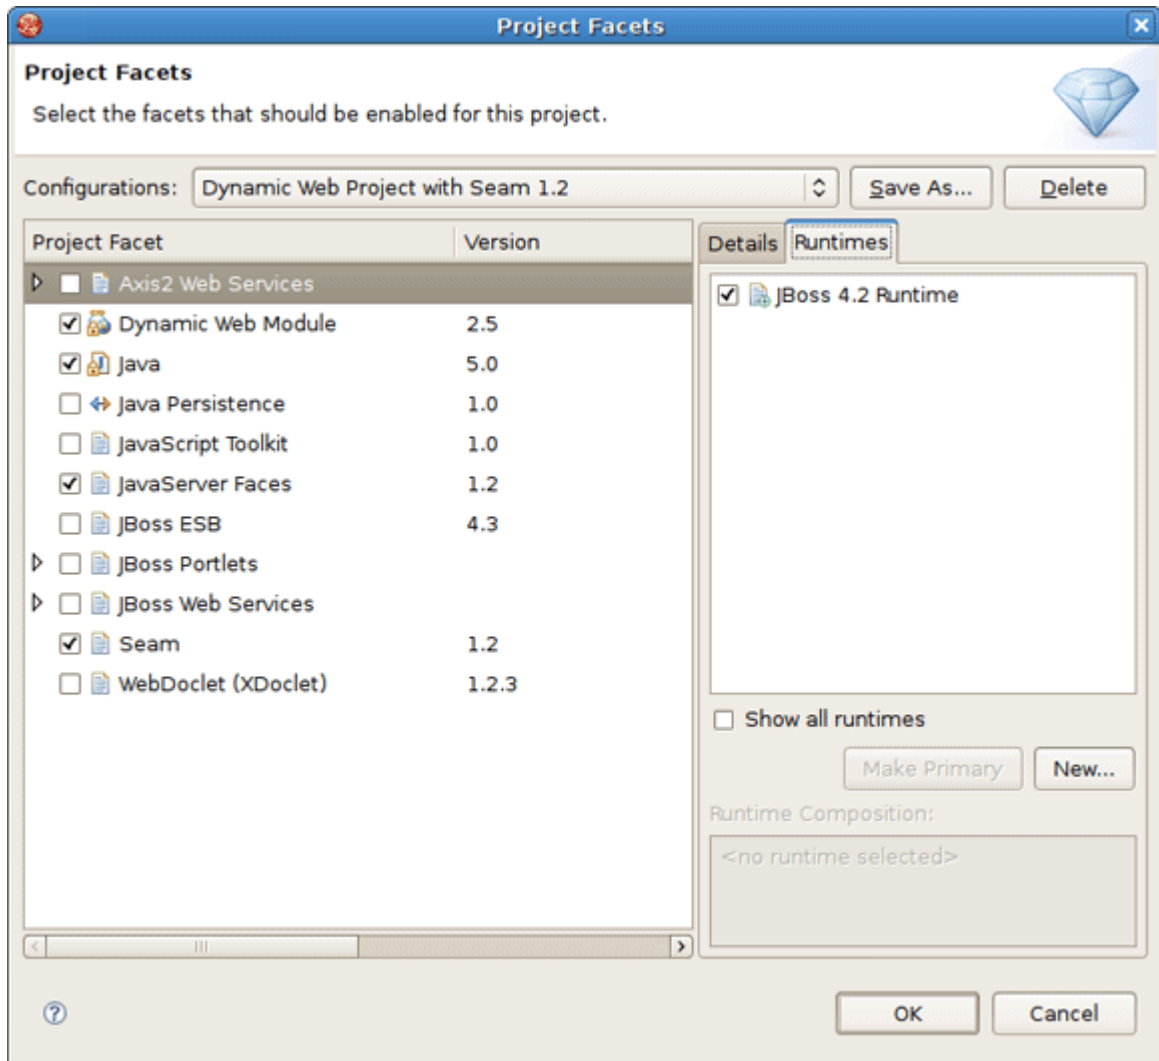 Project Facets
Project Facets
Select the facets that should be enabled for this project.
Configurations: Dynamic Web Project with Seam 1.2 Save As... Delete
Project Facet Version
Axis2 Web Services
Dynamic Web Module 2.5
Java 5.0
Java Persistence 1.0
JavaScript Toolkit 1.0
JavaServer Faces 1.2
JBoss ESB 4.3
JBoss Portlets
JBoss Web Services
Seam 1.2
WebDoclet (XDoclet) 1.2.3
Details Runtimes
JBoss 4.2 Runtime
Show all runtimes
Make Primary New...
Runtime Composition:
<no runtime selected>
OK Cancel